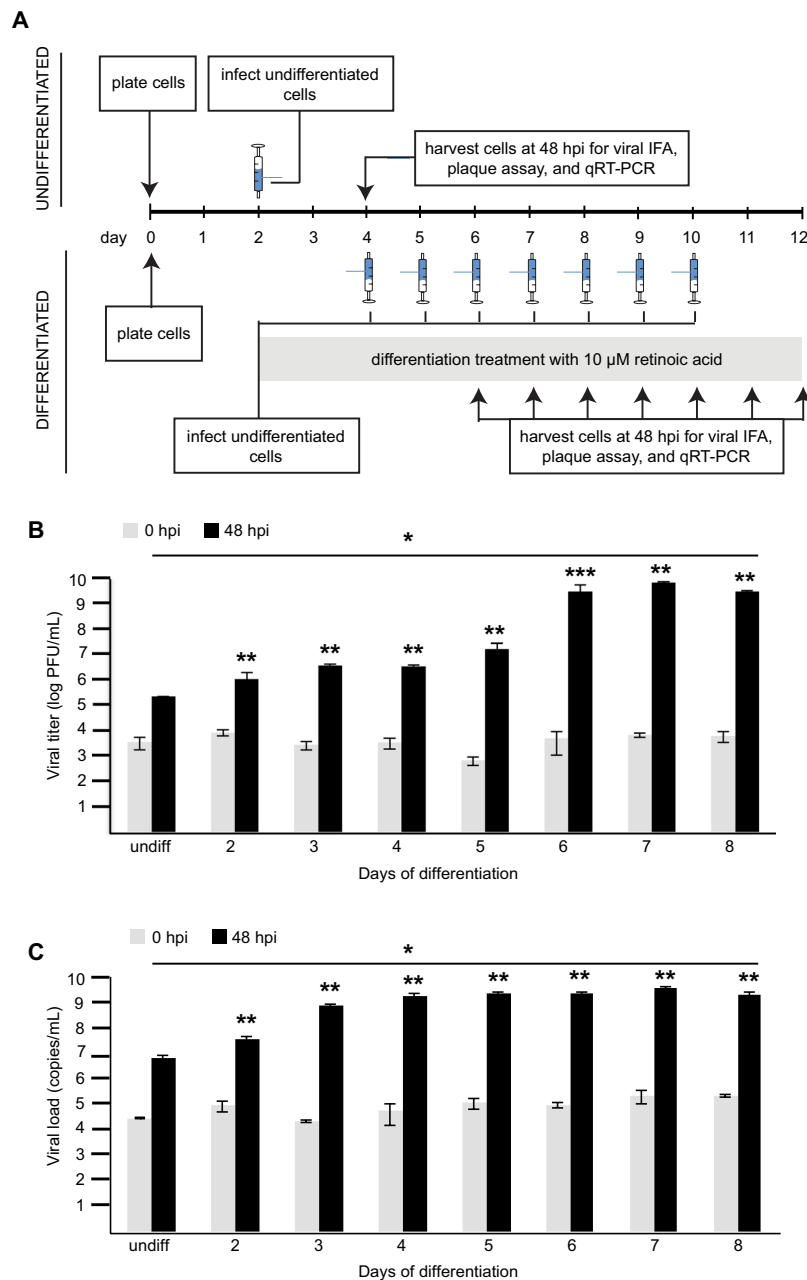 A
UNDIFFERENTIATED
plate cells
infect undifferentiated
cells
harvest cells at 48 hpi for viral IFA,
plaque assay, and qRT-PCR
day 0 1 2 3 4 5 6 7 8 9 10 11 12
DIFFERENTIATED
plate cells
differentiation treatment with 10 µM retinoic acid
infect undifferentiated
cells
harvest cells at 48 hpi for viral IFA,
plaque assay, and qRT-PCR
B
0 hpi 48 hpi
*
** ** ** ** *** ** **
Viral titer (log PFU/mL)
10
9
8
7
6
5
4
3
2
1
undiff 2 3 4 5 6 7 8
Days of differentiation
C
0 hpi 48 hpi
*
** ** ** ** ** ** **
Viral load (copies/mL)
10
9
8
7
6
5
4
3
2
1
undiff 2 3 4 5 6 7 8
Days of differentiation